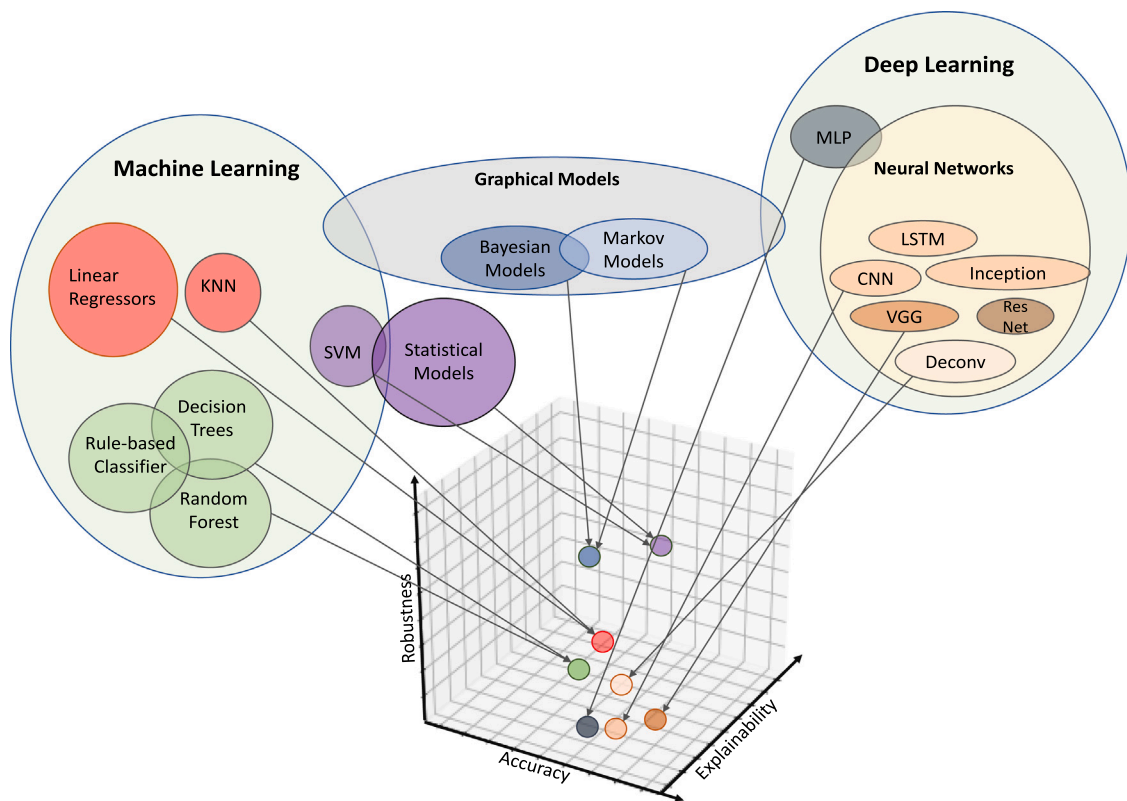 Deep Learning
MLP
Machine Learning
Graphical Models
Neural Networks
Bayesian
Models
Markov
Models
LSTM
Linear
Regressors
KNN
CNN
Inception
VGG
Res
Net
SVM
Statistical
Models
Deconv
Decision
Trees
Rule-based
Classifier
Random
Forest
Robustness
Accuracy
Explainability